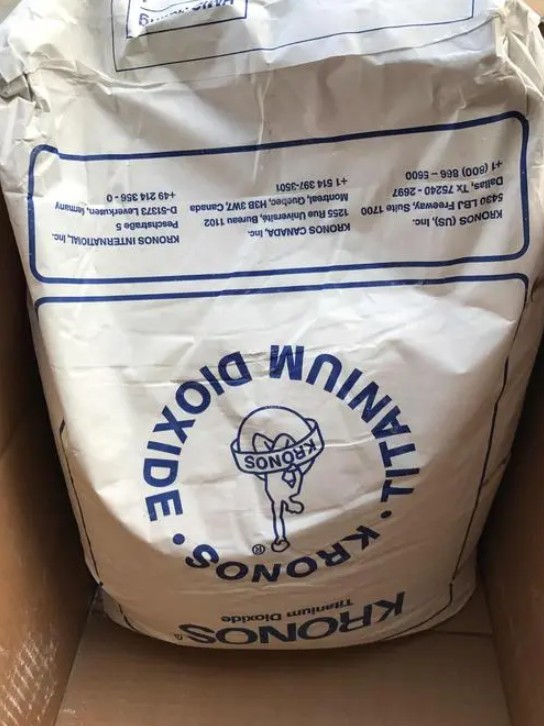 KRONOS
Titanium Dioxide
TITANIUM DIOXIDE · KRONOS ·
KRONOS
®
KRONOS (US), Inc.
5430 LBJ Freeway, Suite 1700
Dallas, Tx 75240 - 2697
+1 (800) 866 – 5600
KRONOS CANADA, Inc.
1255 Rue Université, Bureau 1102
Montreal, Quebec, H3B 3W7, Canada
+1 514 397-3501
KRONOS INTERNATIONAL, Inc.
Peschstraße 5
D-51373 Leverkusen, Germany
+49 214 356 - 0